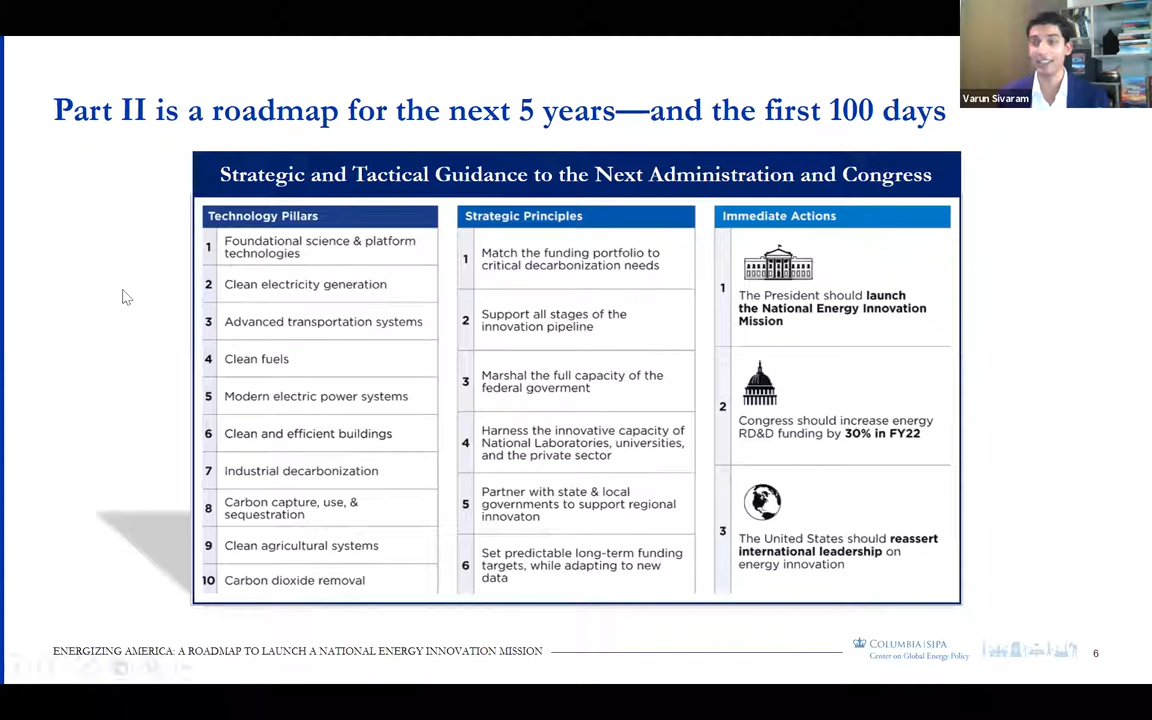 Varun Sivaram
Part II is a roadmap for the next 5 years—and the first 100 days
Strategic and Tactical Guidance to the Next Administration and Congress
Technology Pillars
1 Foundational science & platform
technologies
2 Clean electricity generation
3 Advanced transportation systems
4 Clean fuels
5 Modern electric power systems
6 Clean and efficient buildings
7 Industrial decarbonization
8 Carbon capture, use, &
sequestration
9 Clean agricultural systems
10 Carbon dioxide removal
Strategic Principles
1 Match the funding portfolio to
critical decarbonization needs
2 Support all stages of the
innovation pipeline
3 Marshal the full capacity of the
federal goverment
4 Harness the innovative capacity of
National Laboratories, universities,
and the private sector
5 Partner with state & local
governments to support regional
innovaton
6 Set predictable long-term funding
targets, while adapting to new
data
Immediate Actions
1 The President should launch
the National Energy Innovation
Mission
2 Congress should increase energy
RD&D funding by 30% in FY22
3 The United States should reassert
international leadership on
energy innovation
ENERGIZING AMERICA: A ROADMAP TO LAUNCH A NATIONAL ENERGY INNOVATION MISSION
COLUMBIA | SIPA
Center on Global Energy Policy
6